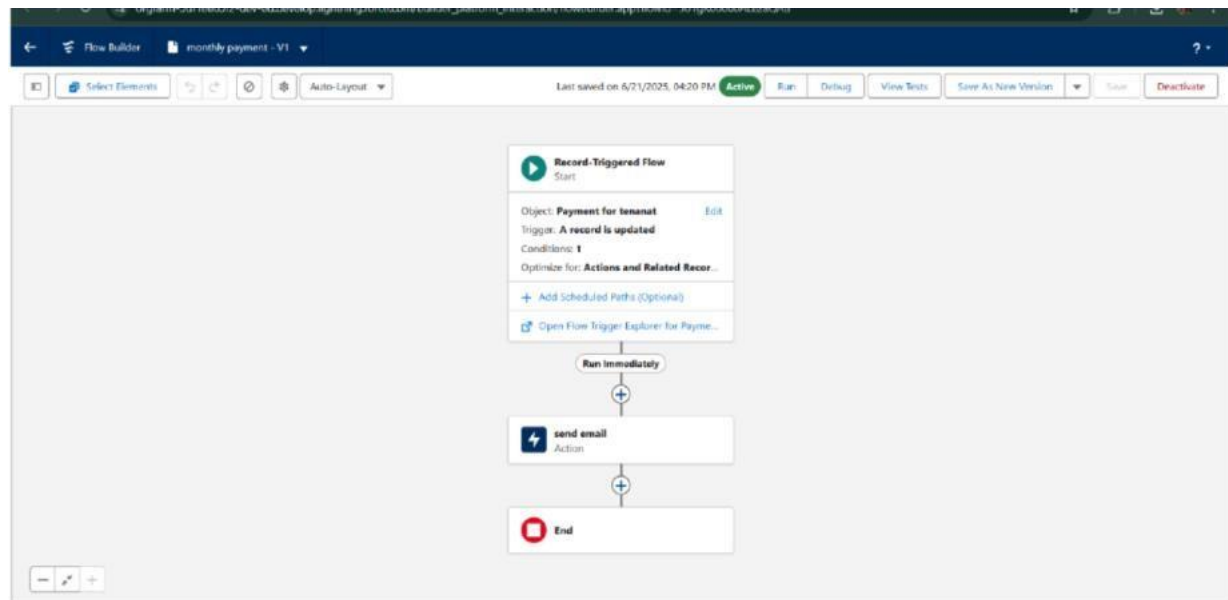 Flow Builder monthly payment - V1 ?
Select Elements Auto-Layout Last saved on 6/21/2025, 04:20 PM Active Run Debug View Tests Save As New Version Save Deactivate
Record-Triggered Flow
Start
Object: Payment for tenanat Edit
Trigger: A record is updated
Conditions: 1
Optimize for: Actions and Related Recor...
+ Add Scheduled Paths (Optional)
Open Flow Trigger Explorer for Payme...
Run Immediately
send email
Action
End